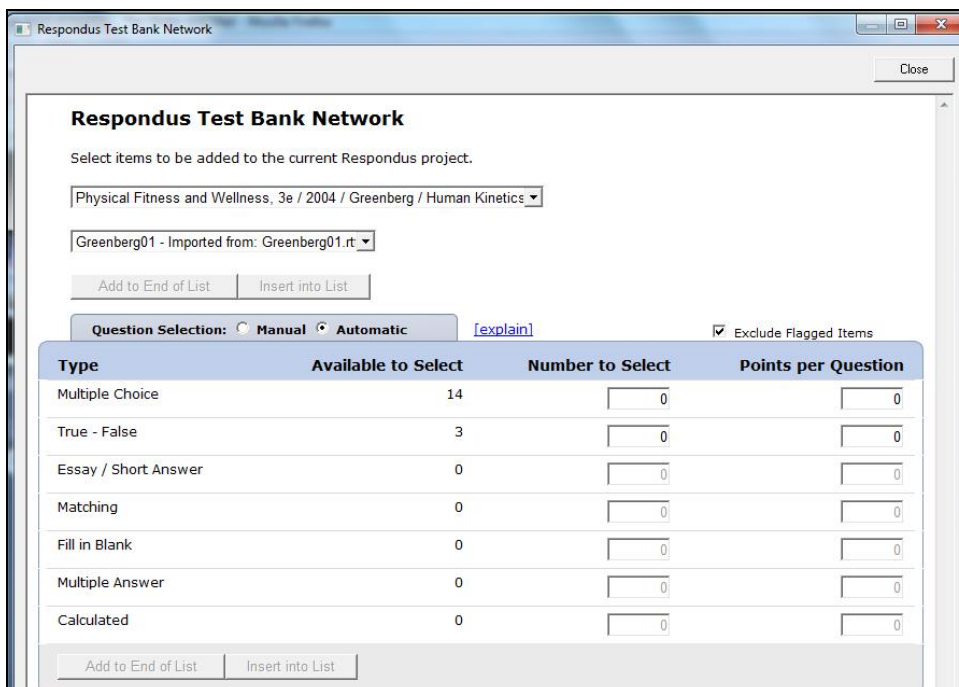 Respondus Test Bank Network
Close
Respondus Test Bank Network
Select items to be added to the current Respondus project.
Physical Fitness and Wellness, 3e / 2004 / Greenberg / Human Kinetics
Greenberg01 - Imported from: Greenberg01.rt
Add to End of List Insert into List
Question Selection: Manual Automatic [explain] Exclude Flagged Items
Type Available to Select Number to Select Points per Question
Multiple Choice 14 0 0
True - False 3 0 0
Essay / Short Answer 0 0 0
Matching 0 0 0
Fill in Blank 0 0 0
Multiple Answer 0 0 0
Calculated 0 0 0
Add to End of List Insert into List